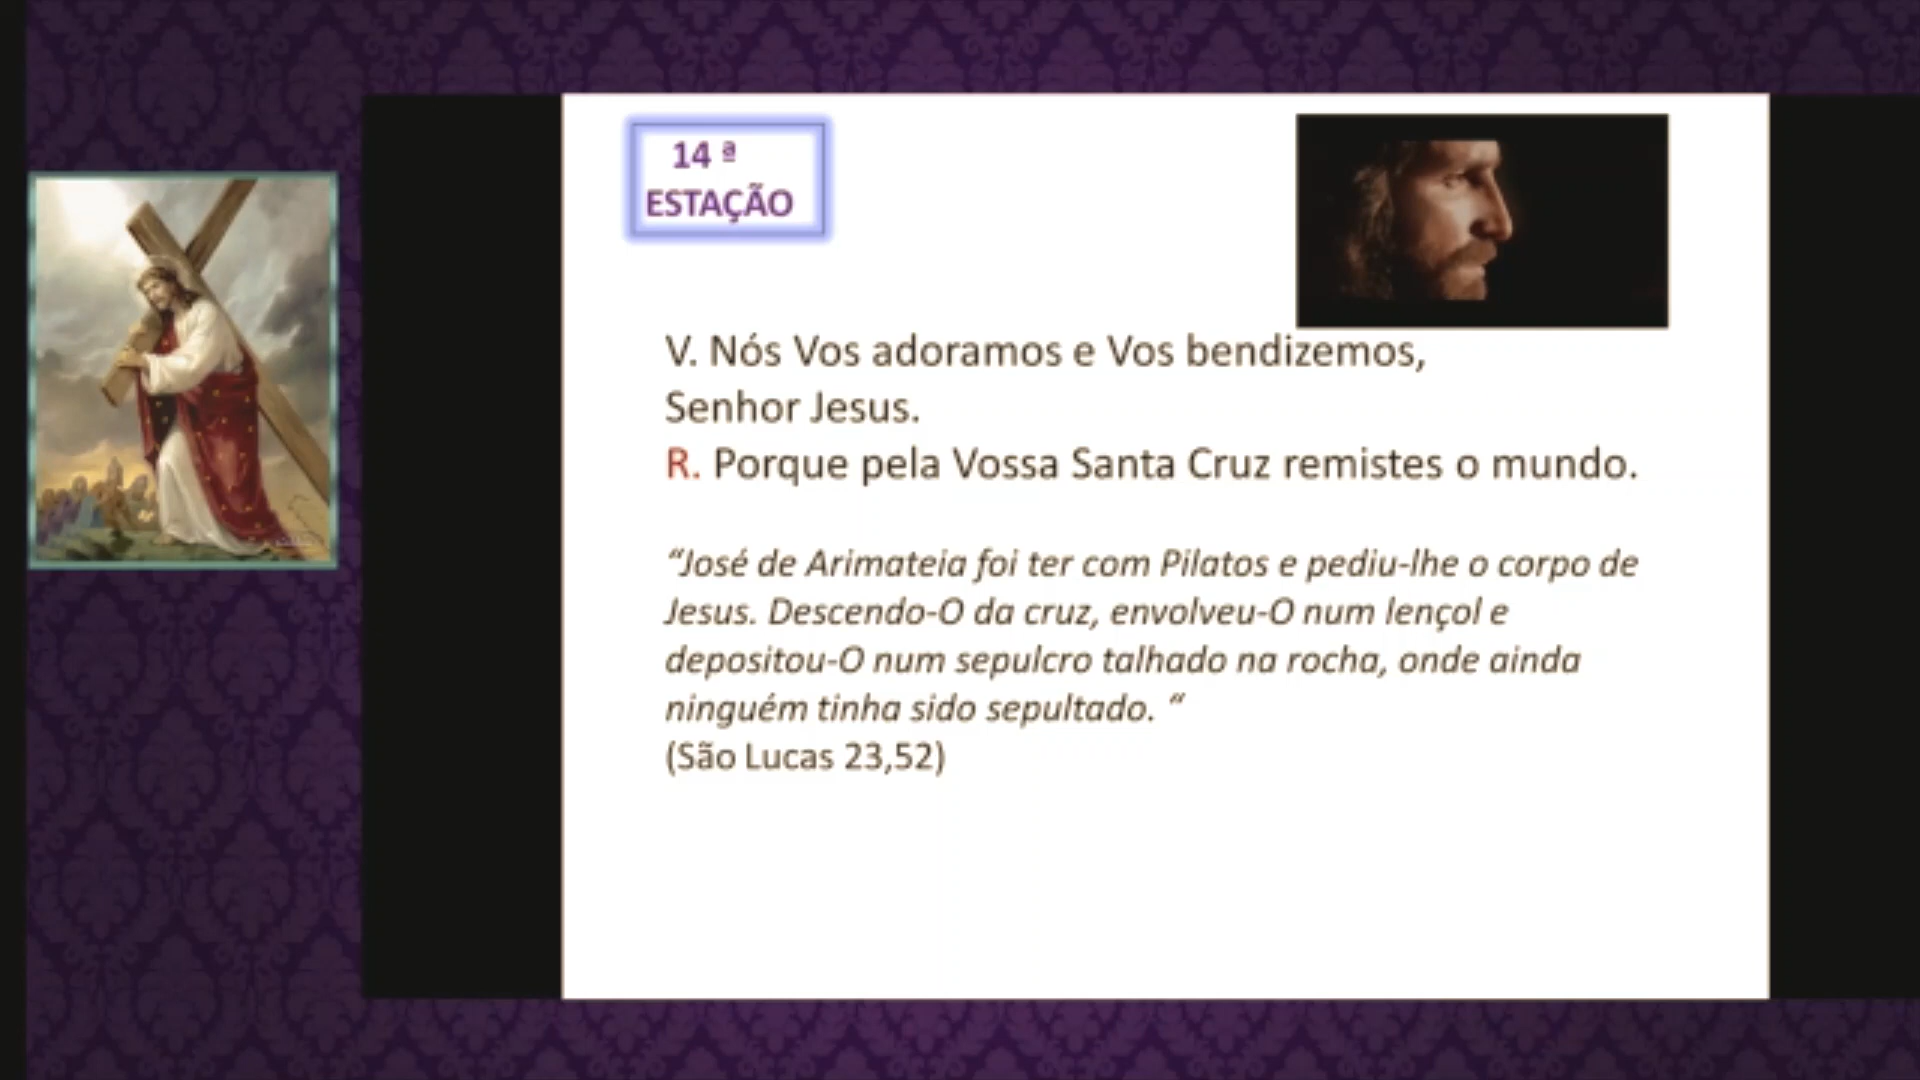 14 ª
ESTAÇÃO
V. Nós Vos adoramos e Vos bendizemos,
Senhor Jesus.
R. Porque pela Vossa Santa Cruz remistes o mundo.
“José de Arimateia foi ter com Pilatos e pediu-lhe o corpo de
Jesus. Descendo-O da cruz, envolveu-O num lençol e
depositou-O num sepulcro talhado na rocha, onde ainda
ninguém tinha sido sepultado. “
(São Lucas 23,52)